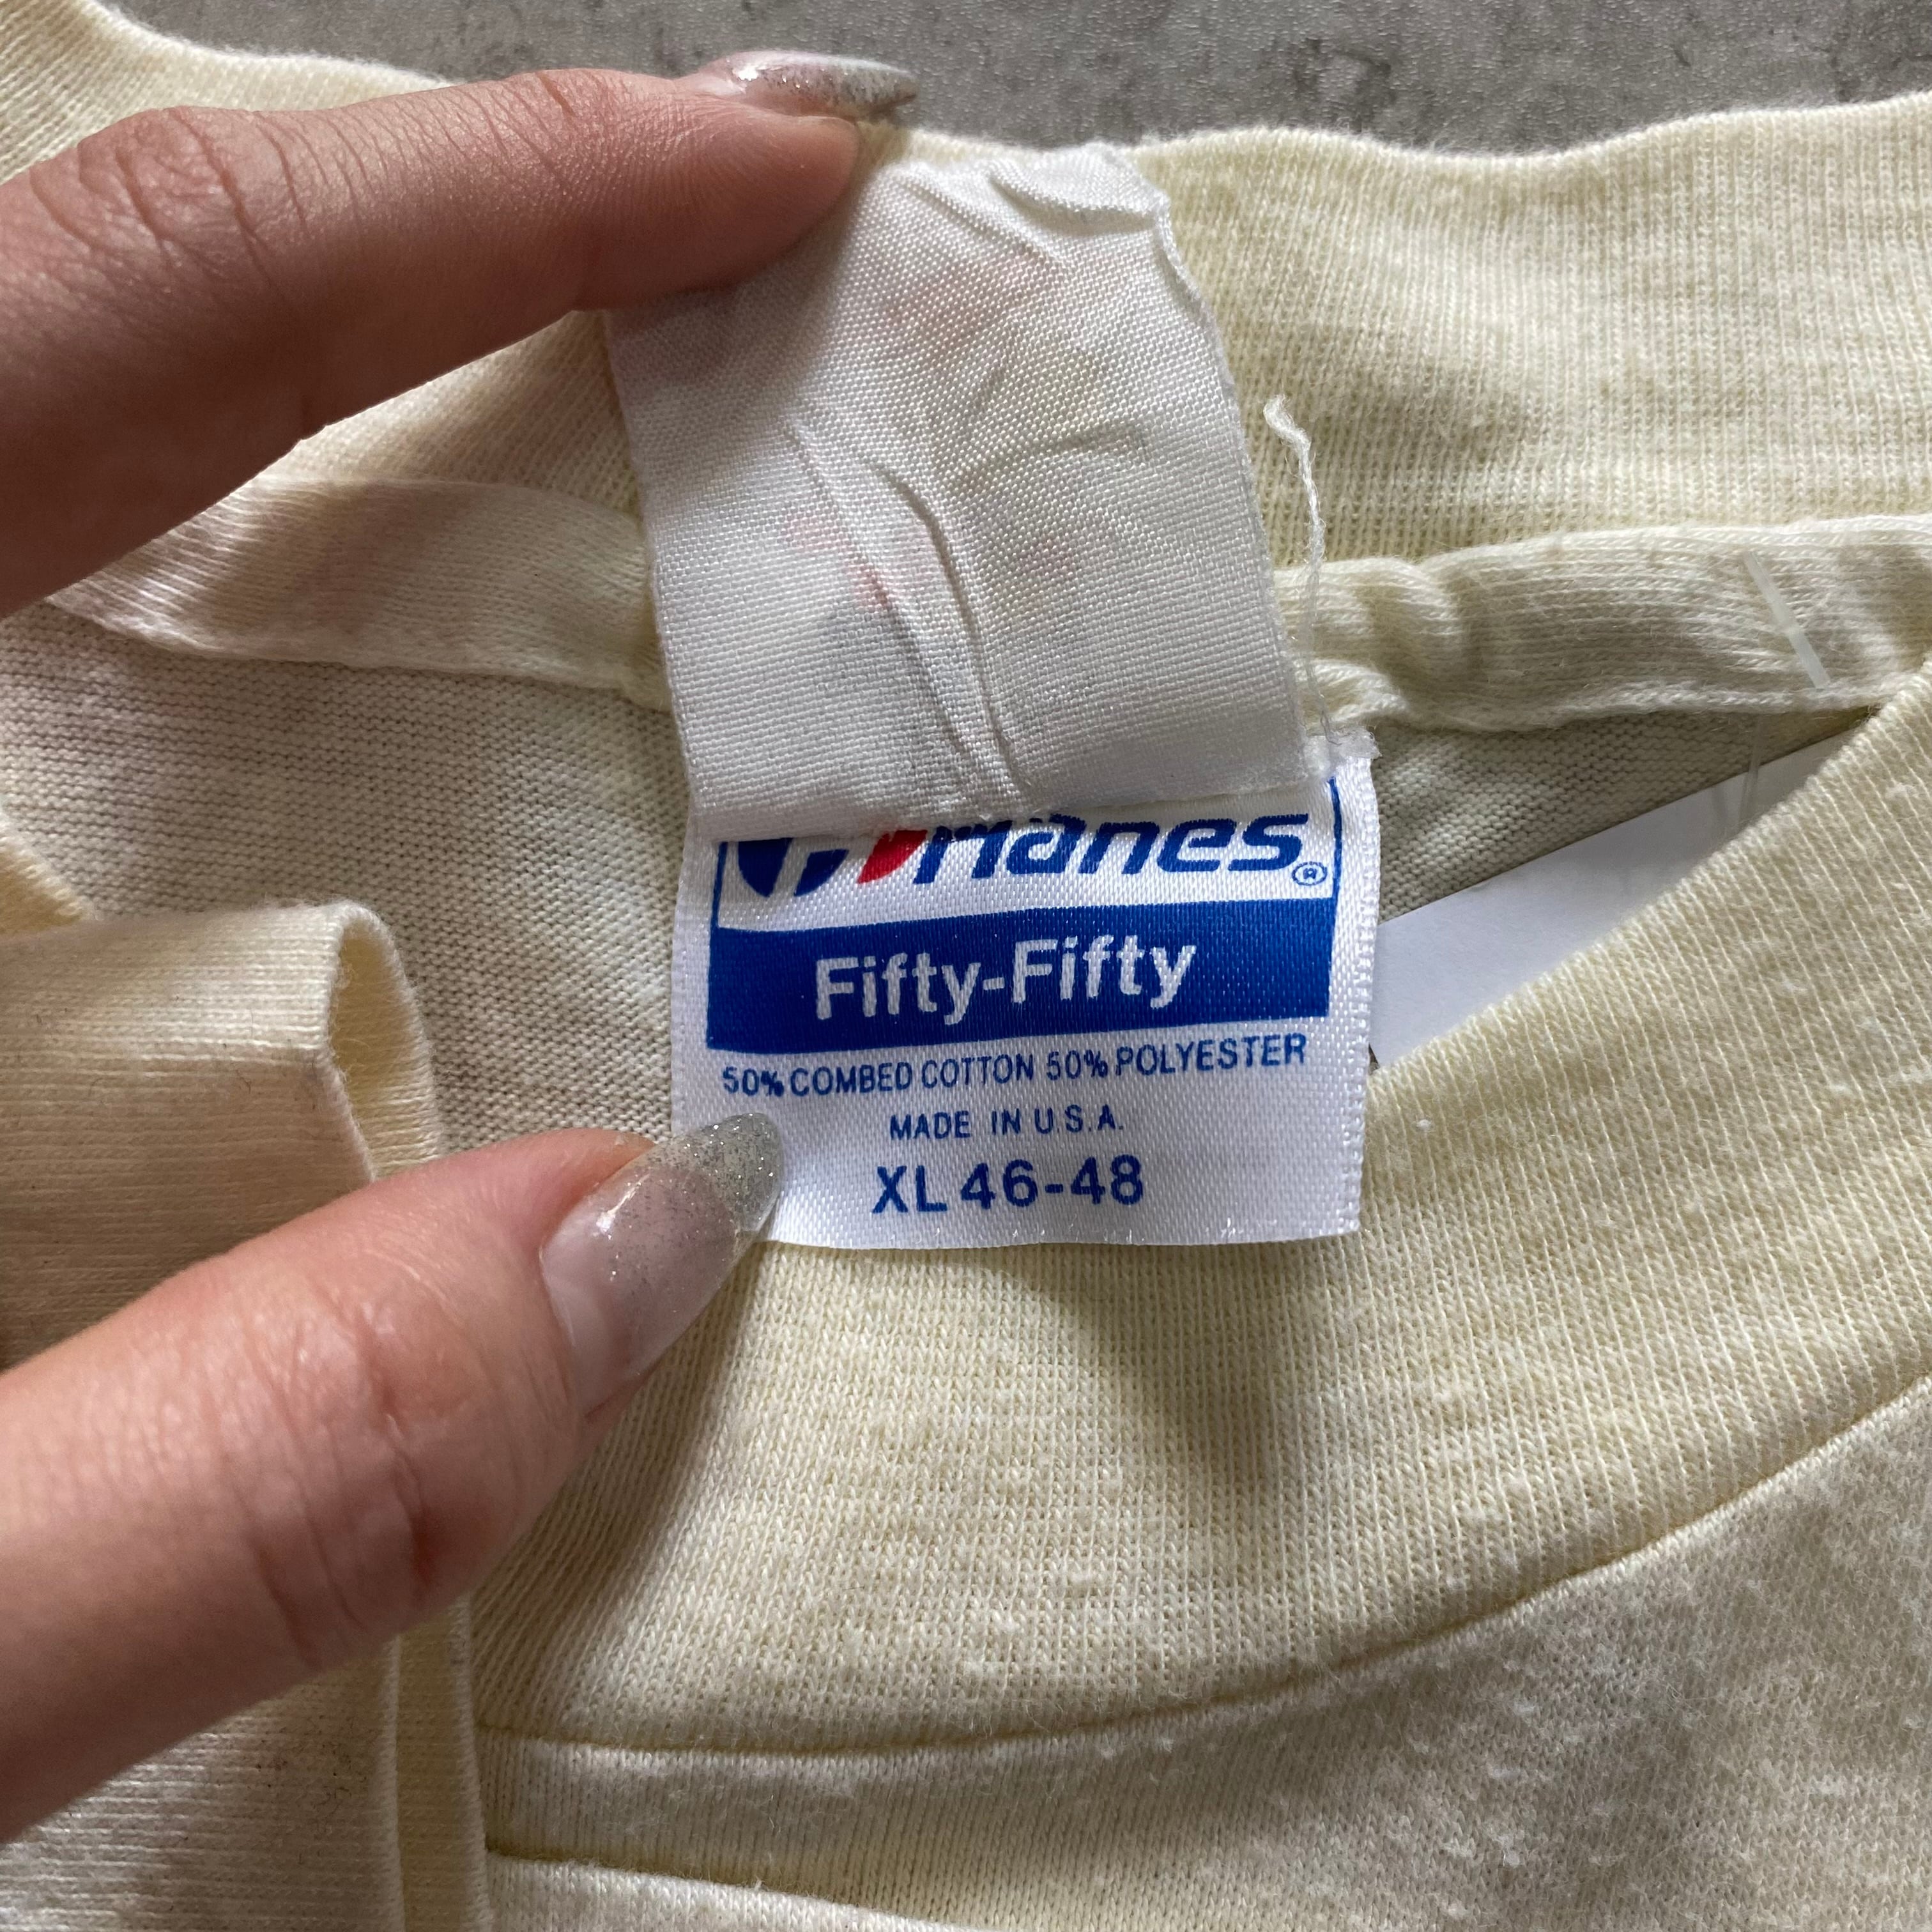 Hanes®
Fifty-Fifty
50% COMBED COTTON 50% POLYESTER
MADE IN U.S.A.
XL 46-48